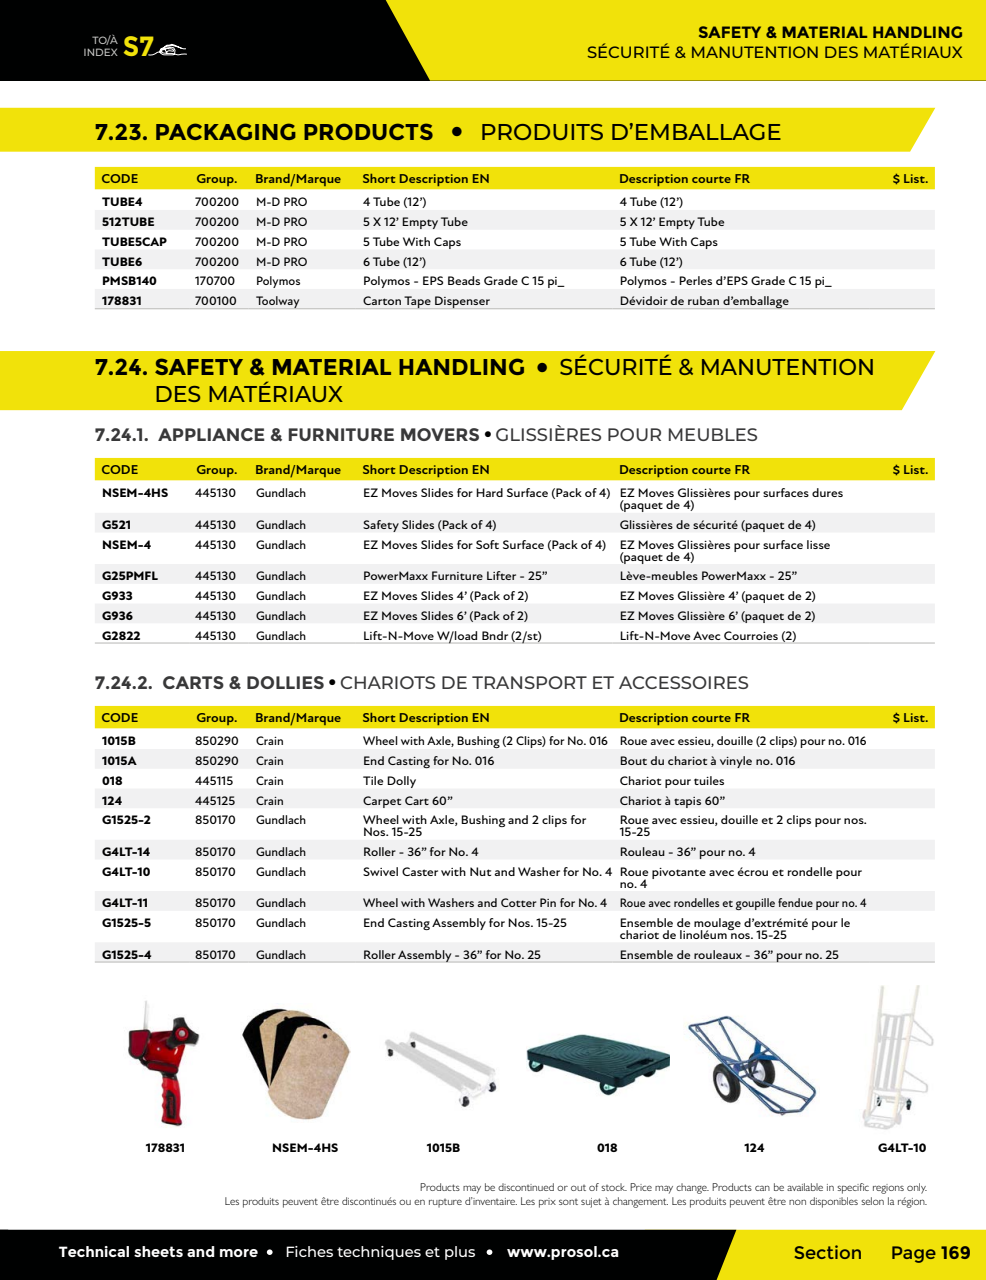 TO/À
INDEX S7
SAFETY & MATERIAL HANDLING
SÉCURITÉ & MANUTENTION DES MATÉRIAUX
7.23. PACKAGING PRODUCTS • PRODUITS D’EMBALLAGE
CODE Group. Brand/Marque Short Description EN Description courte FR $ List.
TUBE4 700200 M-D PRO 4 Tube (12’) 4 Tube (12’)
512TUBE 700200 M-D PRO 5 X 12’ Empty Tube 5 X 12’ Empty Tube
TUBE5CAP 700200 M-D PRO 5 Tube With Caps 5 Tube With Caps
TUBE6 700200 M-D PRO 6 Tube (12’) 6 Tube (12’)
PMSB140 170700 Polymos Polymos - EPS Beads Grade C 15 pi_ Polymos - Perles d’EPS Grade C 15 pi_
178831 700100 Toolway Carton Tape Dispenser Dévidoir de ruban d’emballage
7.24. SAFETY & MATERIAL HANDLING • SÉCURITÉ & MANUTENTION
DES MATÉRIAUX
7.24.1. APPLIANCE & FURNITURE MOVERS • GLISSIÈRES POUR MEUBLES
CODE Group. Brand/Marque Short Description EN Description courte FR $ List.
NSEM-4HS 445130 Gundlach EZ Moves Slides for Hard Surface (Pack of 4) EZ Moves Glissières pour surfaces dures
(paquet de 4)
G521 445130 Gundlach Safety Slides (Pack of 4) Glissières de sécurité (paquet de 4)
NSEM-4 445130 Gundlach EZ Moves Slides for Soft Surface (Pack of 4) EZ Moves Glissières pour surface lisse
(paquet de 4)
G25PMFL 445130 Gundlach PowerMaxx Furniture Lifter - 25” Lève-meubles PowerMaxx - 25”
G933 445130 Gundlach EZ Moves Slides 4’ (Pack of 2) EZ Moves Glissière 4’ (paquet de 2)
G936 445130 Gundlach EZ Moves Slides 6’ (Pack of 2) EZ Moves Glissière 6’ (paquet de 2)
G2822 445130 Gundlach Lift-N-Move W/load Bndr (2/st) Lift-N-Move Avec Courroies (2)
7.24.2. CARTS & DOLLIES • CHARIOTS DE TRANSPORT ET ACCESSOIRES
CODE Group. Brand/Marque Short Description EN Description courte FR $ List.
1015B 850290 Crain Wheel with Axle, Bushing (2 Clips) for No. 016 Roue avec essieu, douille (2 clips) pour no. 016
1015A 850290 Crain End Casting for No. 016 Bout du chariot à vinyle no. 016
018 445115 Crain Tile Dolly Chariot pour tuiles
124 445125 Crain Carpet Cart 60” Chariot à tapis 60”
G1525-2 850170 Gundlach Wheel with Axle, Bushing and 2 clips for Roue avec essieu, douille et 2 clips pour nos.
Nos. 15-25 15-25
G4LT-14 850170 Gundlach Roller - 36” for No. 4 Rouleau - 36” pour no. 4
G4LT-10 850170 Gundlach Swivel Caster with Nut and Washer for No. 4 Roue pivotante avec écrou et rondelle pour
no. 4
G4LT-11 850170 Gundlach Wheel with Washers and Cotter Pin for No. 4 Roue avec rondelles et goupille fendue pour no. 4
G1525-5 850170 Gundlach End Casting Assembly for Nos. 15-25 Ensemble de moulage d’extrémité pour le
chariot de linoléum nos. 15-25
G1525-4 850170 Gundlach Roller Assembly - 36” for No. 25 Ensemble de rouleaux - 36” pour no. 25
178831 NSEM-4HS 1015B 018 124 G4LT-10
Products may be discontinued or out of stock. Price may change. Products can be available in specific regions only.
Les produits peuvent être discontinués ou en rupture d’inventaire. Les prix sont sujet à changement. Les produits peuvent être non disponibles selon la région.
Technical sheets and more • Fiches techniques et plus • www.prosol.ca
Section Page 169